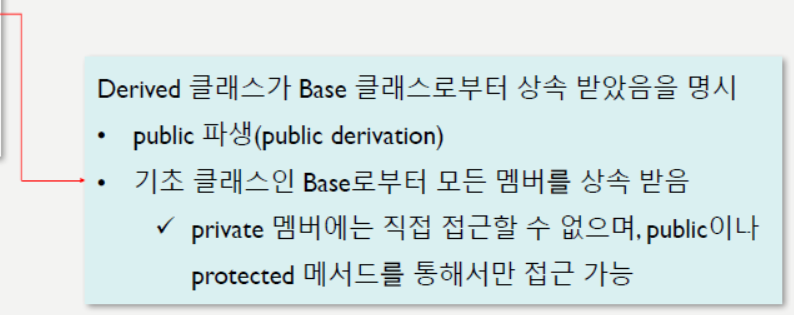 Derived 클래스가 Base 클래스로부터 상속 받았음을 명시
• public 파생(public derivation)
• 기초 클래스인 Base로부터 모든 멤버를 상속 받음
✓ private 멤버에는 직접 접근할 수 없으며, public이나
protected 메서드를 통해서만 접근 가능